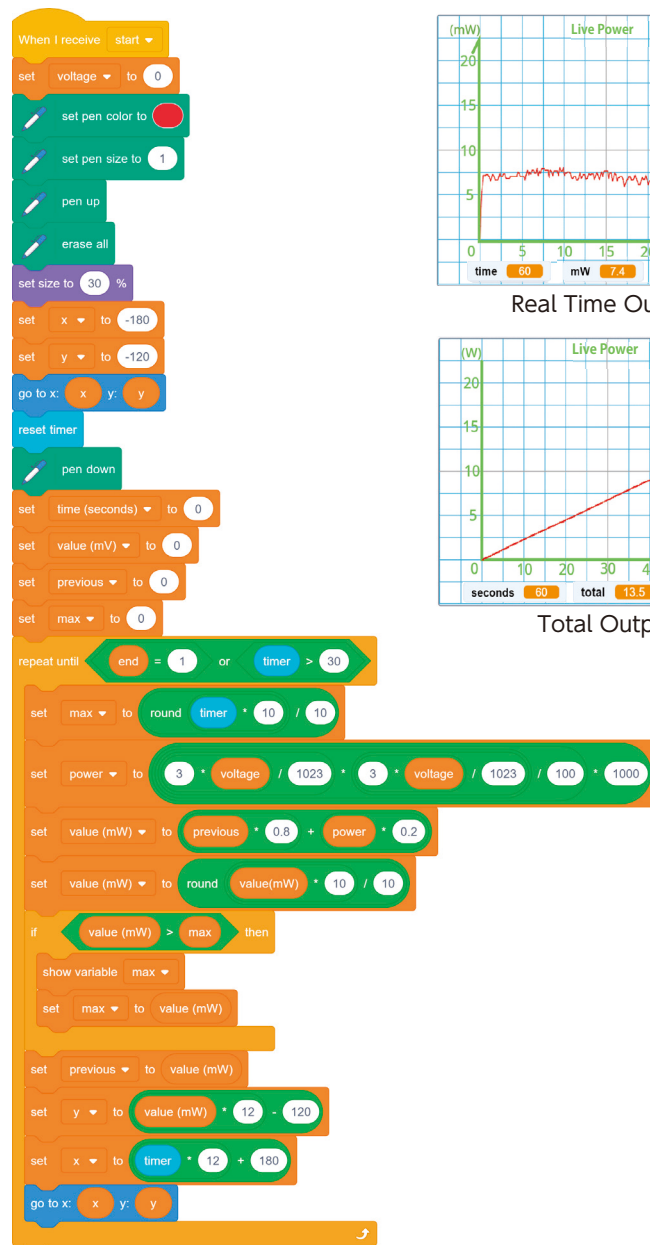 When I receive start
set voltage to 0
set pen color to
set pen size to 1
pen up
erase all
set size to 30 %
set x to -180
set y to -120
go to x: x y: y
reset timer
pen down
set time (seconds) to 0
set value (mV) to 0
set previous to 0
set max to 0
repeat until end = 1 or timer > 30
set max to round timer * 10 / 10
set power to 3 * voltage / 1023 * 3 * voltage / 1023 / 100 * 1000
set value (mW) to previous * 0.8 + power * 0.2
set value (mW) to round value(mW) * 10 / 10
if value (mW) > max then
show variable max
set max to value (mW)
set previous to value (mW)
set y to value (mW) * 12 - 120
set x to timer * 12 + 180
go to x: x y: y
(mW) Live Power
20
15
10
5
0 5 10 15 2
time 60 mW 7.4
Real Time Ou
(W) Live Power
20
15
10
5
0 10 20 30 4
seconds 60 total 13.5
Total Outp